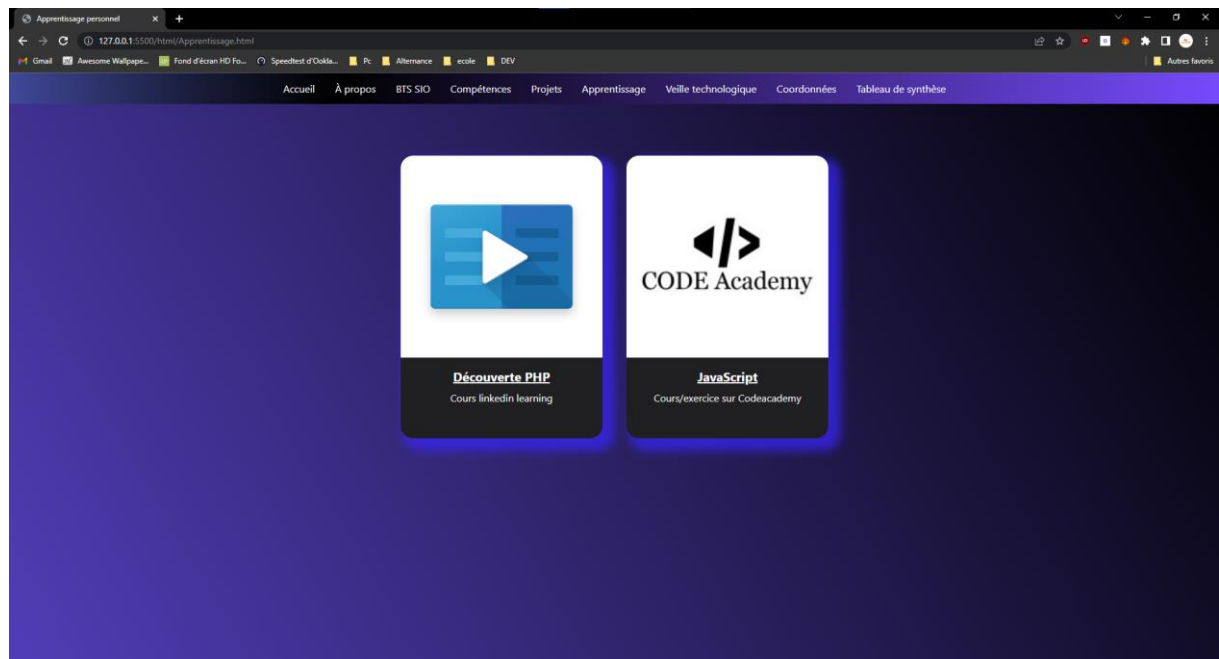 Apprentissage personnel
127.0.0.1:5500/html/Apprentissage.html
Gmail Awesome Wallpape... Fond d'écran HD Fo... Speedtest d'Ookla... Pc Alternance ecole DEV Autres favoris
Accueil À propos BTS SIO Compétences Projets Apprentissage Veille technologique Coordonnées Tableau de synthèse
</>
CODE Academy
Découverte PHP
Cours linkedin learning
JavaScript
Cours/exercice sur Codeacademy